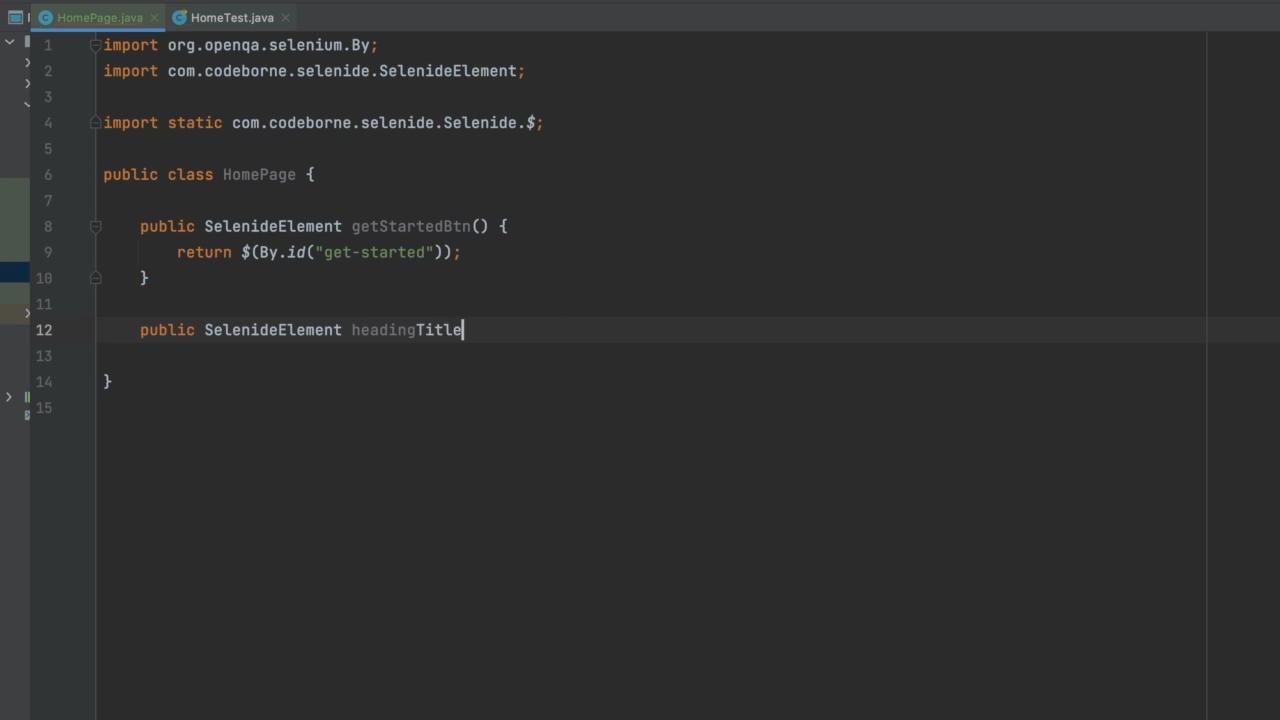 HomePage.java HomeTest.java
1 import org.openqa.selenium.By;
2 import com.codeborne.selenide.SelenideElement;
3
4 import static com.codeborne.selenide.Selenide.$;
5
6 public class HomePage {
7
8 public SelenideElement getStartedBtn() {
9 return $(By.id("get-started"));
10 }
11
12 public SelenideElement headingTitle
13
14 }
15